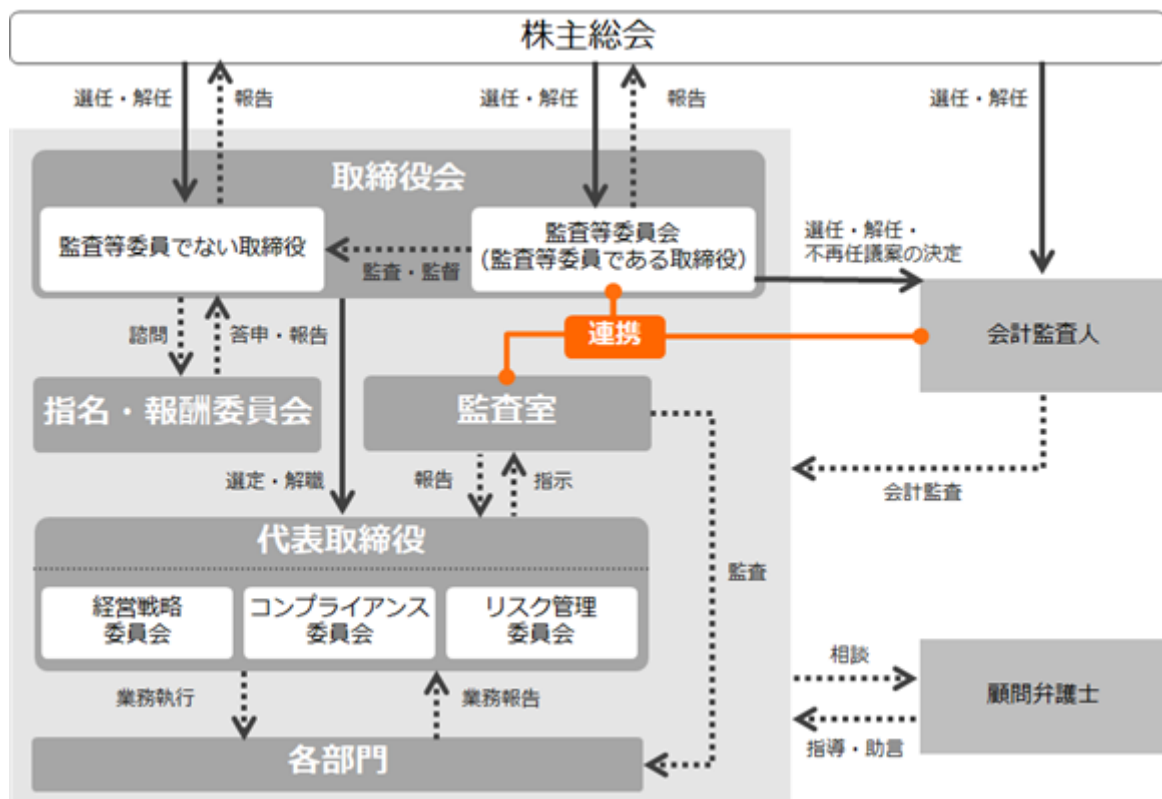 株主総会
選任・解任
報告
選任・解任
報告
選任・解任
取締役会
監査等委員でない取締役
監査・監督
監査等委員会
(監査等委員である取締役)
選任・解任・
不再任議案の決定
諮問
答申・報告
連携
会計監査人
指名・報酬委員会
監査室
選定・解職
報告
指示
会計監査
代表取締役
監査
経営戦略
委員会
コンプライアンス
委員会
リスク管理
委員会
業務執行
業務報告
相談
顧問弁護士
指導・助言
各部門